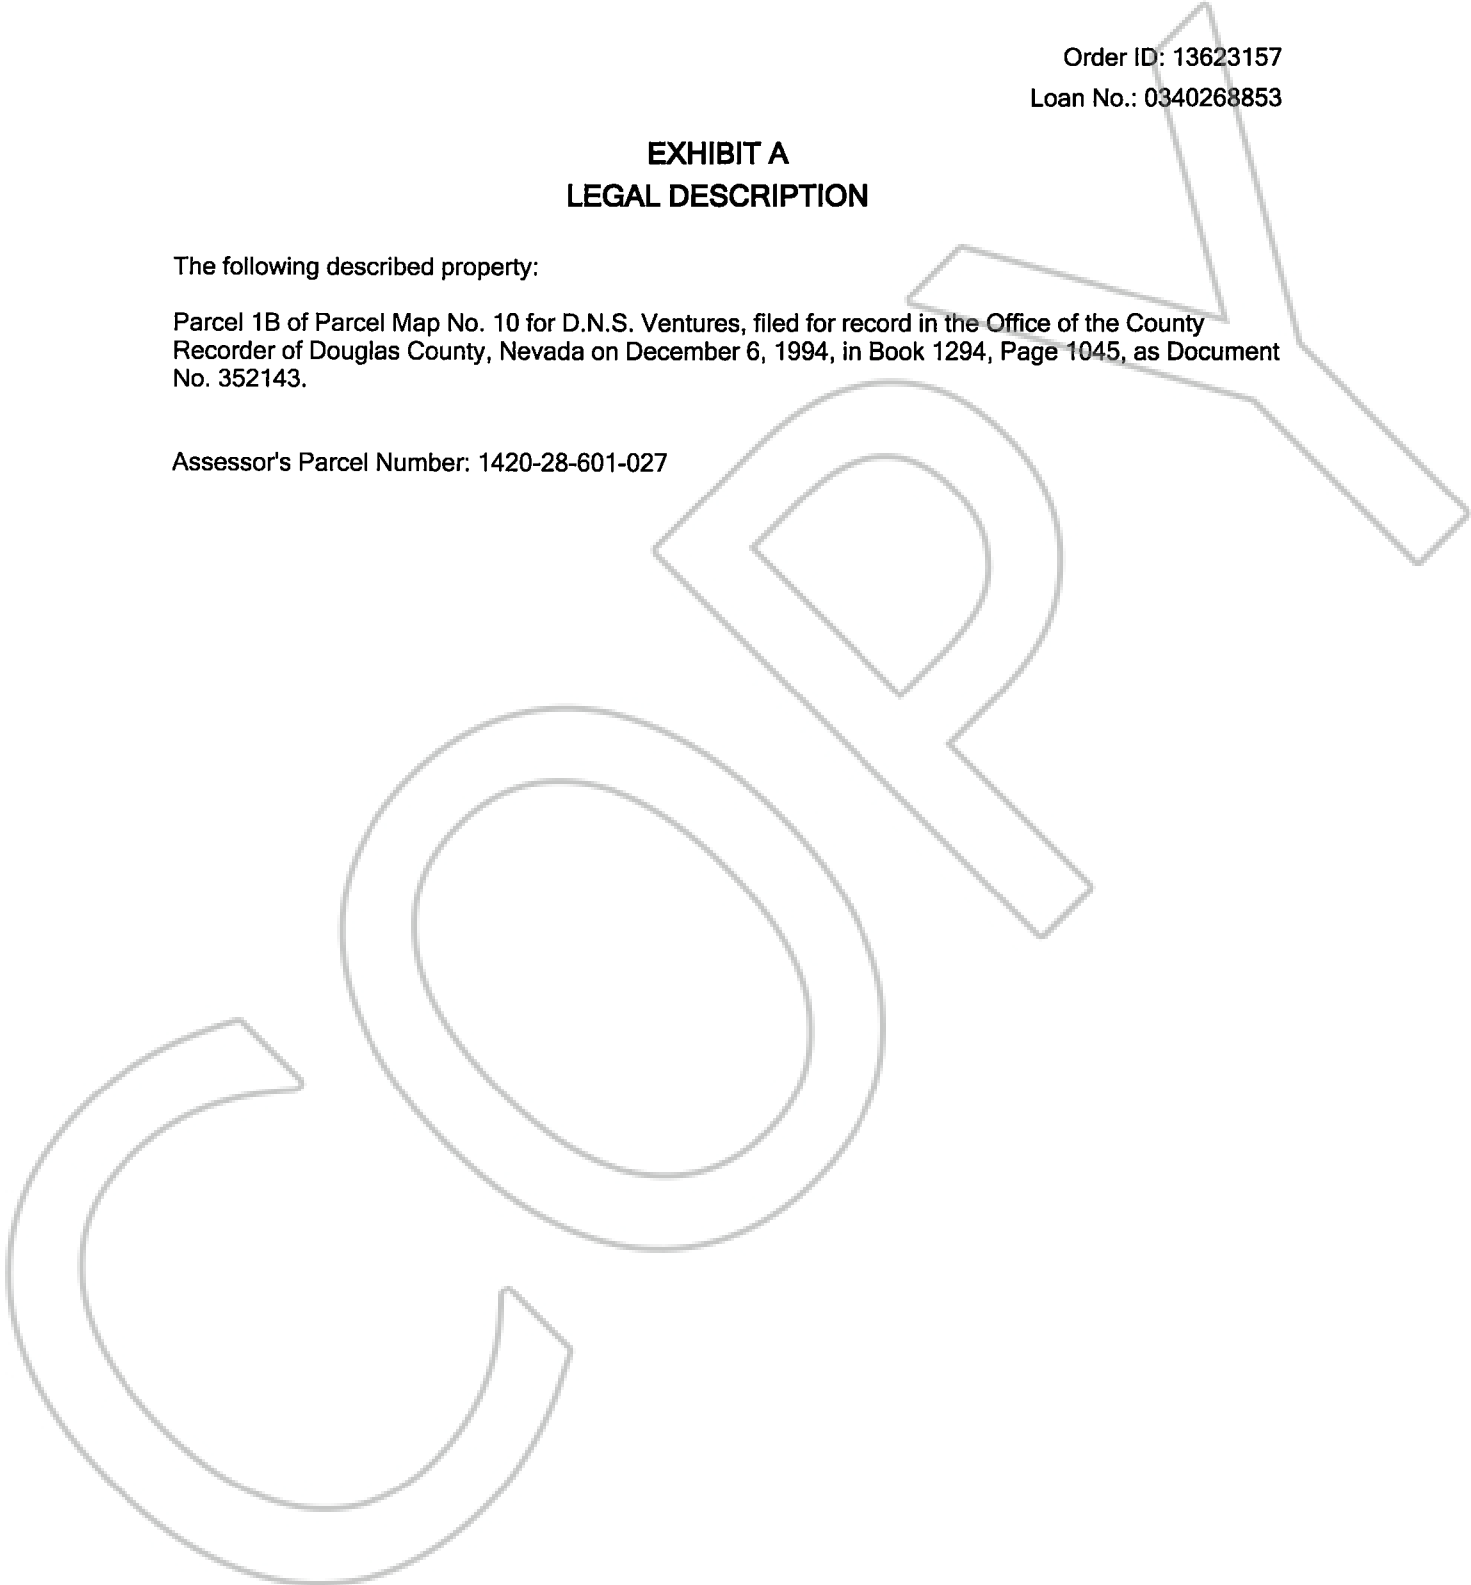 Order ID: 13623157
Loan No.: 0340268853
EXHIBIT A
LEGAL DESCRIPTION
The following described property:
Parcel 1B of Parcel Map No. 10 for D.N.S. Ventures, filed for record in the Office of the County
Recorder of Douglas County, Nevada on December 6, 1994, in Book 1294, Page 1045, as Document
No. 352143.
Assessor's Parcel Number: 1420-28-601-027
COPY